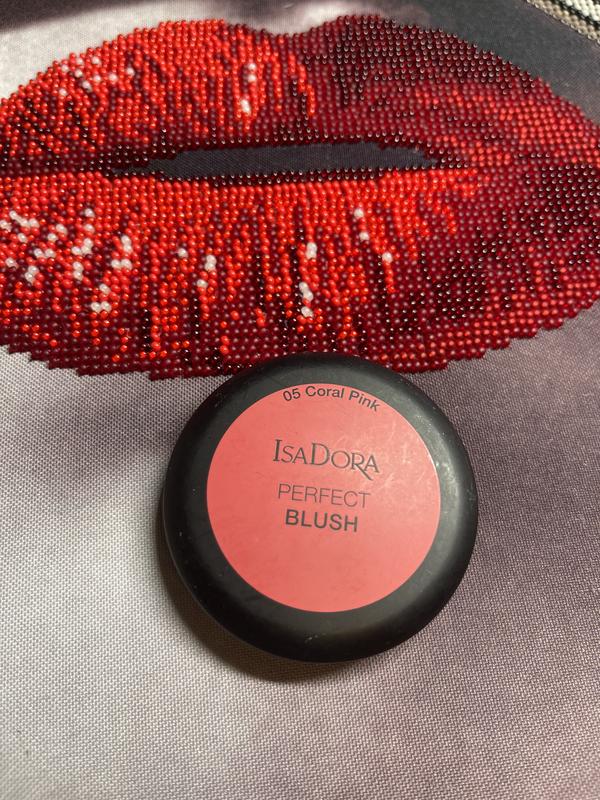 05 Coral Pink
IsaDora
PERFECT
BLUSH